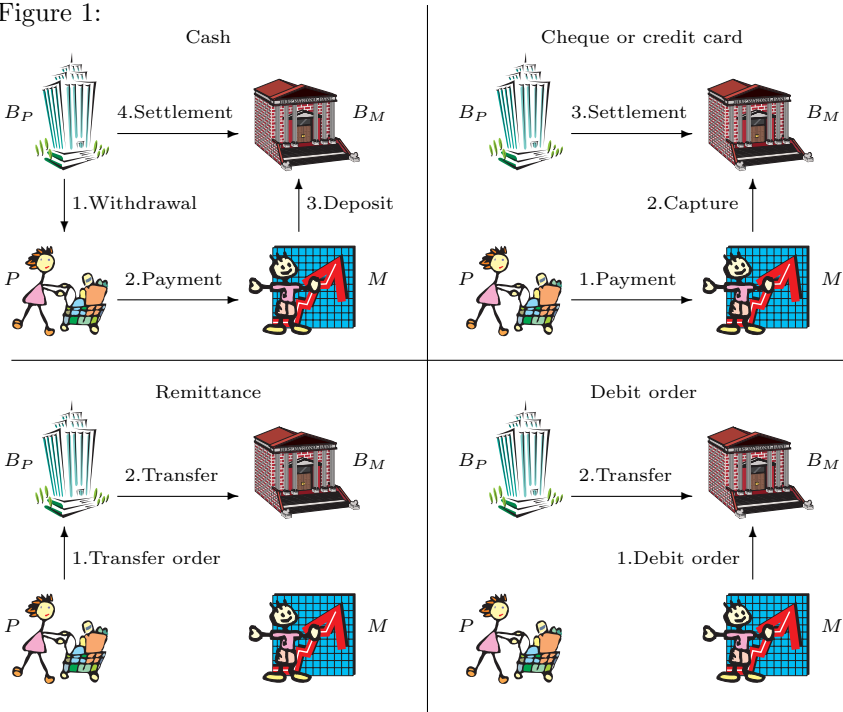 Figure 1:
Cash
B_P
4.Settlement
B_M
1.Withdrawal
3.Deposit
P
2.Payment
M
Cheque or credit card
B_P
3.Settlement
B_M
2.Capture
P
1.Payment
M
Remittance
B_P
2.Transfer
B_M
1.Transfer order
P
M
Debit order
B_P
2.Transfer
B_M
1.Debit order
P
M